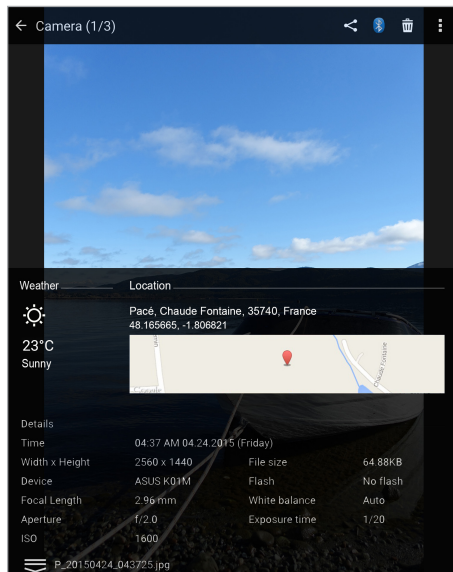 Camera (1/3)
Weather
Location
Pacé, Chaude Fontaine, 35740, France
48.165665, -1.806821
23°C
Sunny
Chaude Fontaine
Details
Time 04:37 AM 04.24.2015 (Friday)
Width x Height 2560 x 1440 File size 64.88KB
Device ASUS K01M Flash No flash
Focal Length 2.96 mm White balance Auto
Aperture f/2.0 Exposure time 1/20
ISO 1600
P_20150424_043725.jpg